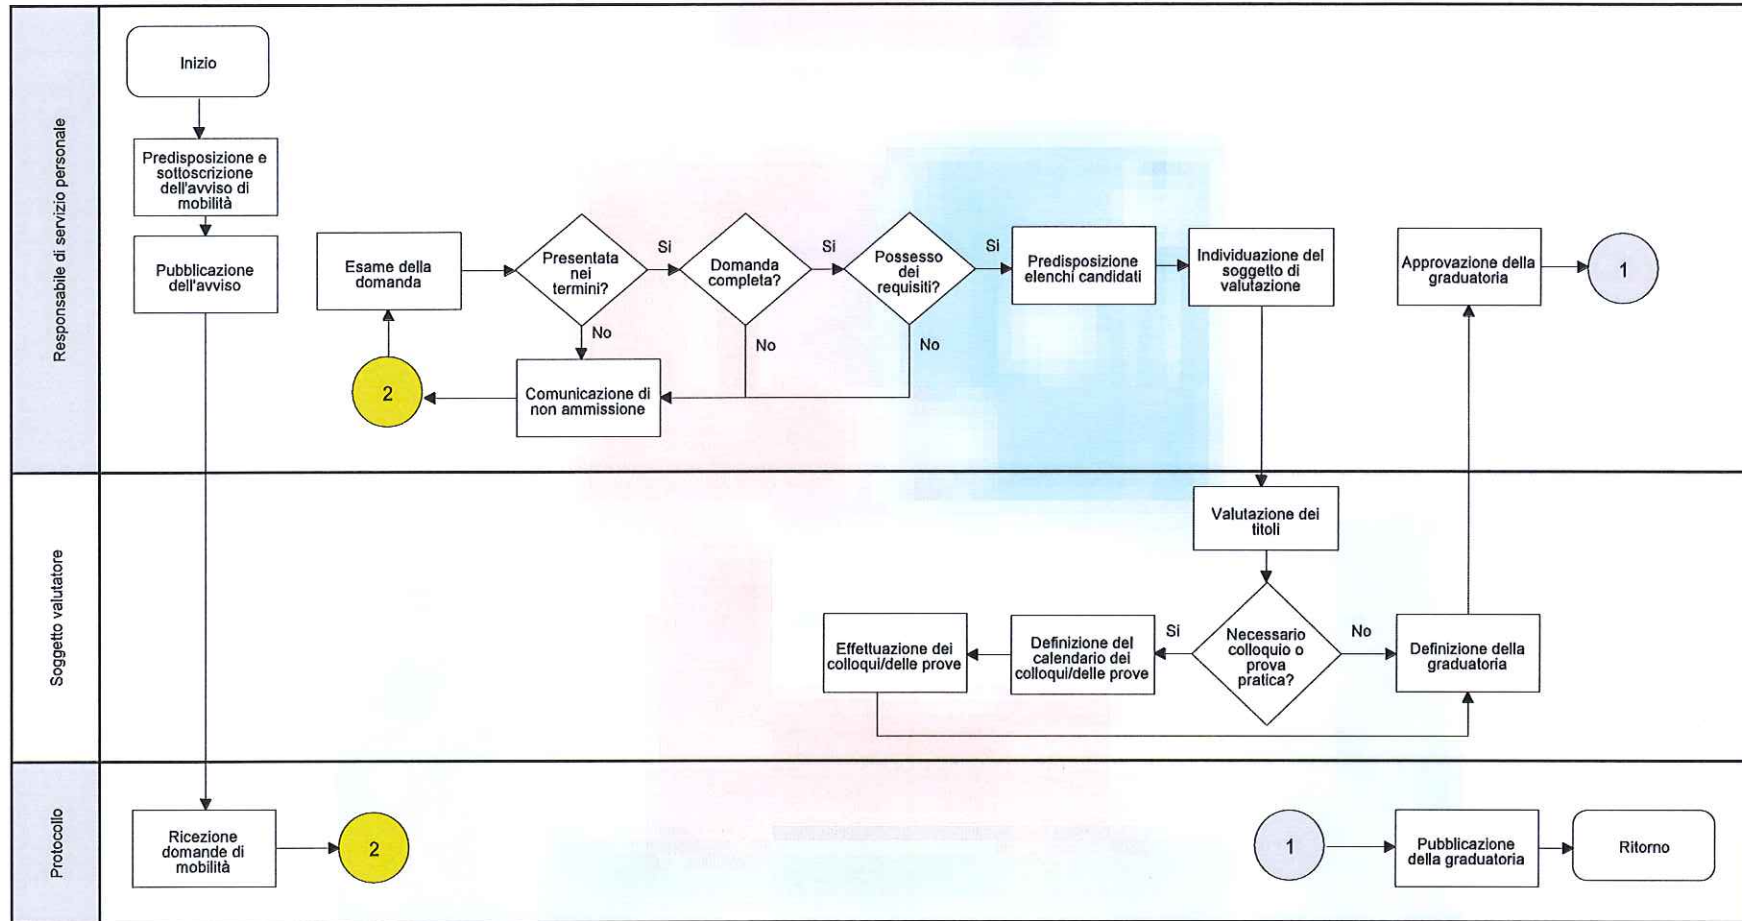 Responsabile di servizio personale
Inizio
Predisposizione e
sottoscrizione
dell'avviso di
mobilità
Pubblicazione
dell'avviso
Esame della
domanda
Presentata
nei
termini?
Si
No
Domanda
completa?
Si
No
Possesso
dei
requisiti?
Si
No
Predisposizione
elenchi candidati
Individuazione del
soggetto di
valutazione
Approvazione della
graduatoria
1
2
Comunicazione di
non ammissione
Soggetto valutatore
Valutazione dei
titoli
Necessario
colloquio o
prova
pratica?
Si
No
Definizione del
calendario dei
colloqui/delle prove
Effettuazione dei
colloqui/delle prove
Definizione della
graduatoria
Protocollo
Ricezione
domande di
mobilità
2
1
Pubblicazione
della graduatoria
Ritorno